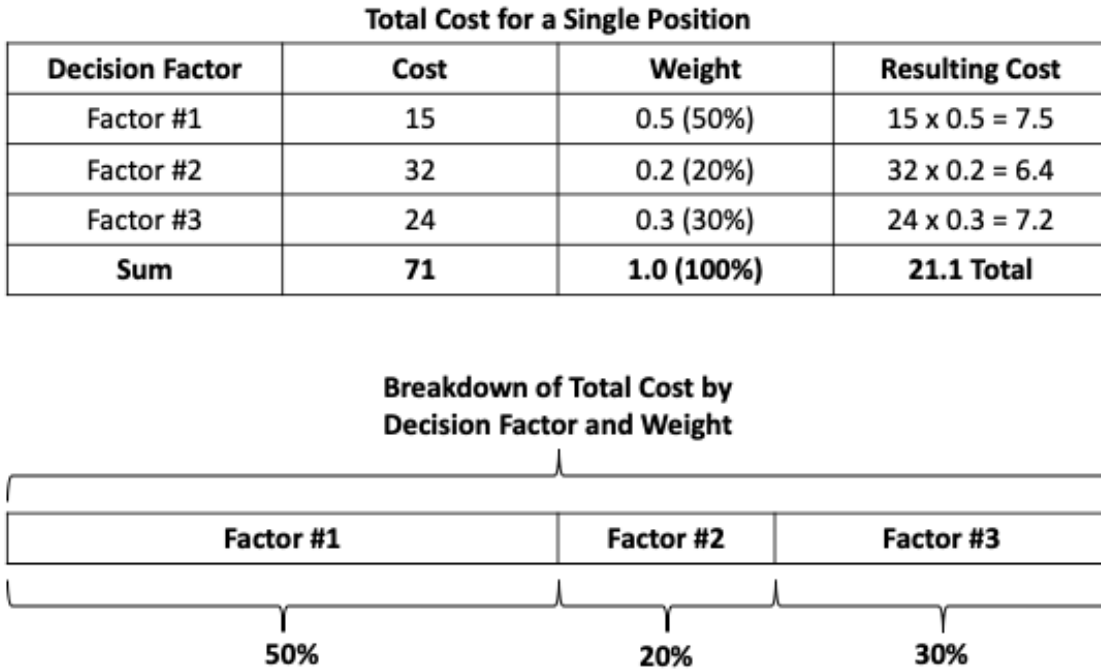 Total Cost for a Single Position
Decision Factor Cost Weight Resulting Cost
Factor #1 15 0.5 (50%) 15 x 0.5 = 7.5
Factor #2 32 0.2 (20%) 32 x 0.2 = 6.4
Factor #3 24 0.3 (30%) 24 x 0.3 = 7.2
Sum 71 1.0 (100%) 21.1 Total
Breakdown of Total Cost by
Decision Factor and Weight
Factor #1 Factor #2 Factor #3
50% 20% 30%